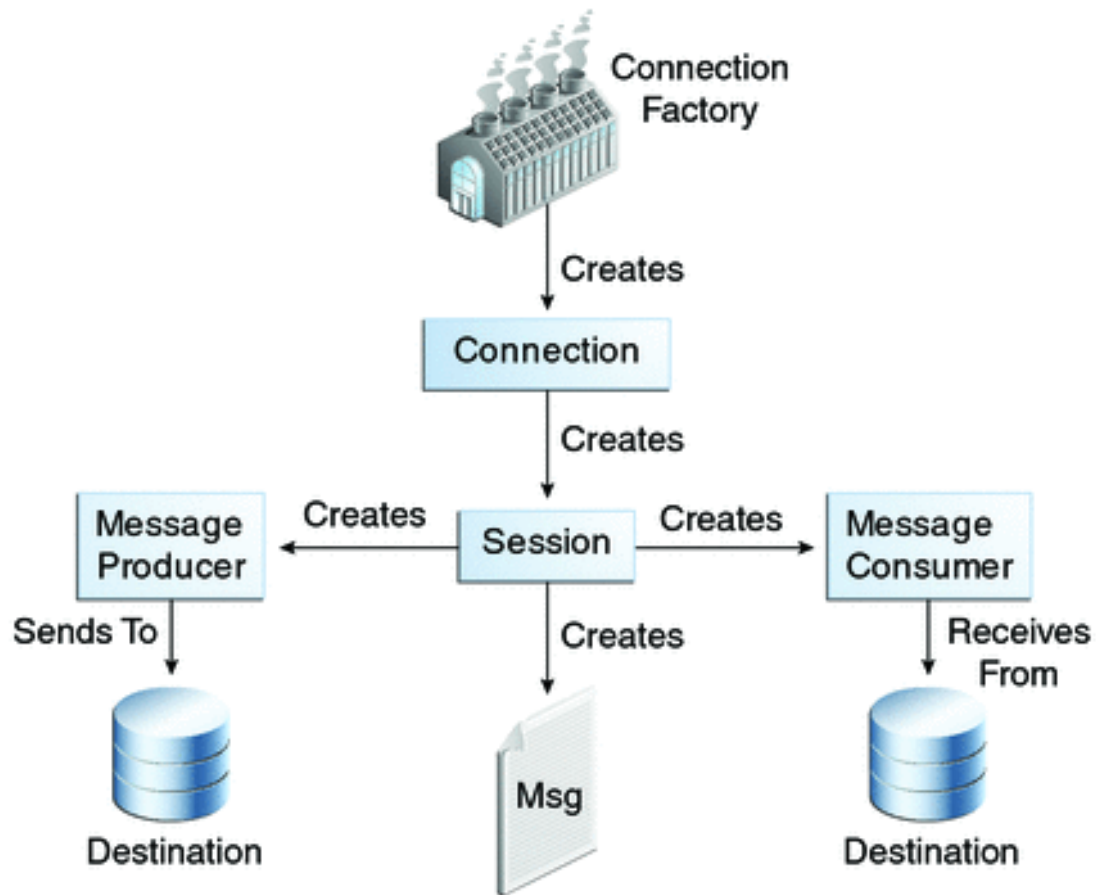 Connection
Factory
Creates
Connection
Creates
Message
Producer
Creates
Session
Creates
Message
Consumer
Sends To
Creates
Receives
From
Destination
Msg
Destination